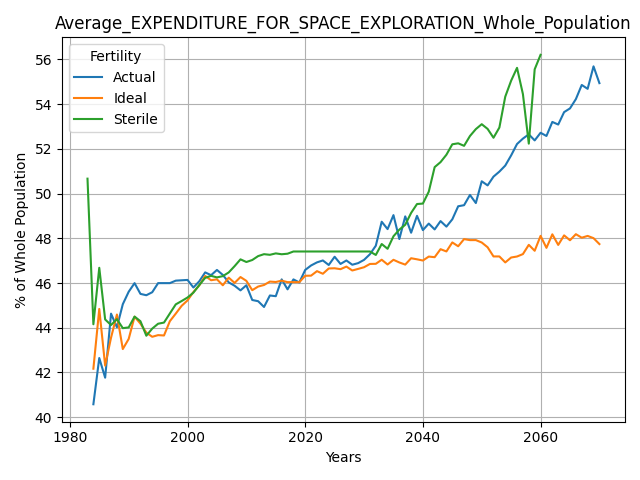 Average_EXPENDITURE_FOR_SPACE_EXPLORATION_Whole_Population
Fertility
Actual
Ideal
Sterile
% of Whole Population
56
54
52
50
48
46
44
42
40
1980
2000
2020
2040
2060
Years